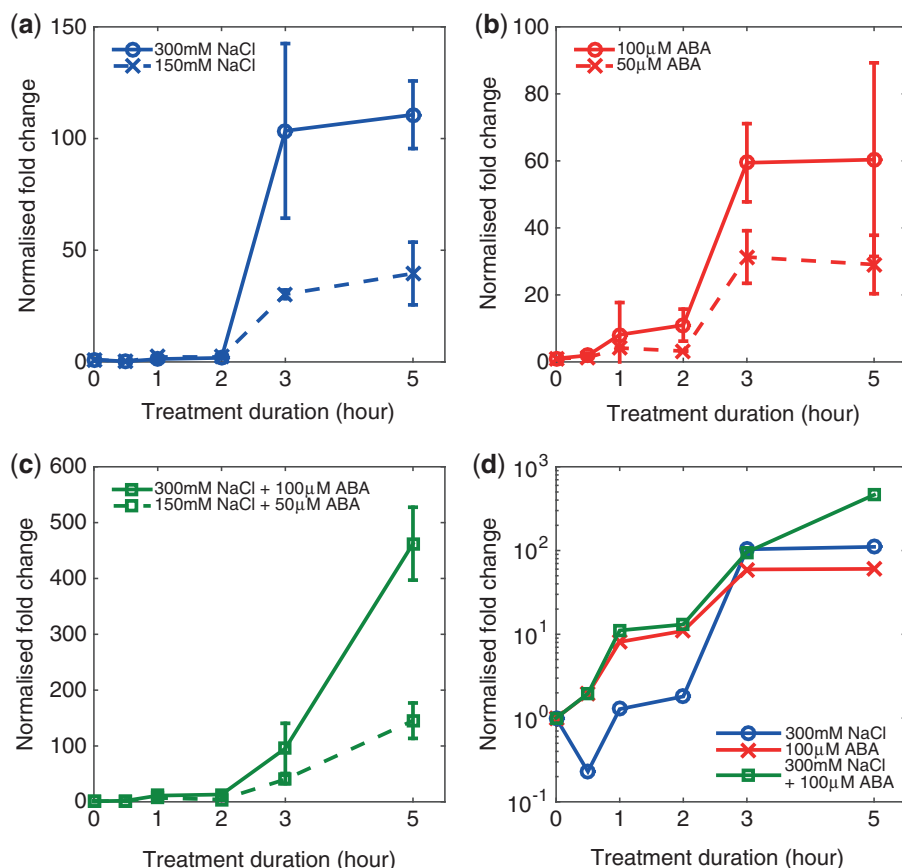 (a)
150
100
50
0
Normalised fold change
300mM NaCl
150mM NaCl
0 1 2 3 5
Treatment duration (hour)
(b)
100
80
60
40
20
0
Normalised fold change
100μM ABA
50μM ABA
0 1 2 3 5
Treatment duration (hour)
(c)
600
500
400
300
200
100
0
Normalised fold change
300mM NaCl + 100μM ABA
150mM NaCl + 50μM ABA
0 1 2 3 5
Treatment duration (hour)
(d)
10³
10²
10¹
10⁰
10⁻¹
Normalised fold change
300mM NaCl
100μM ABA
300mM NaCl
+ 100μM ABA
0 1 2 3 5
Treatment duration (hour)